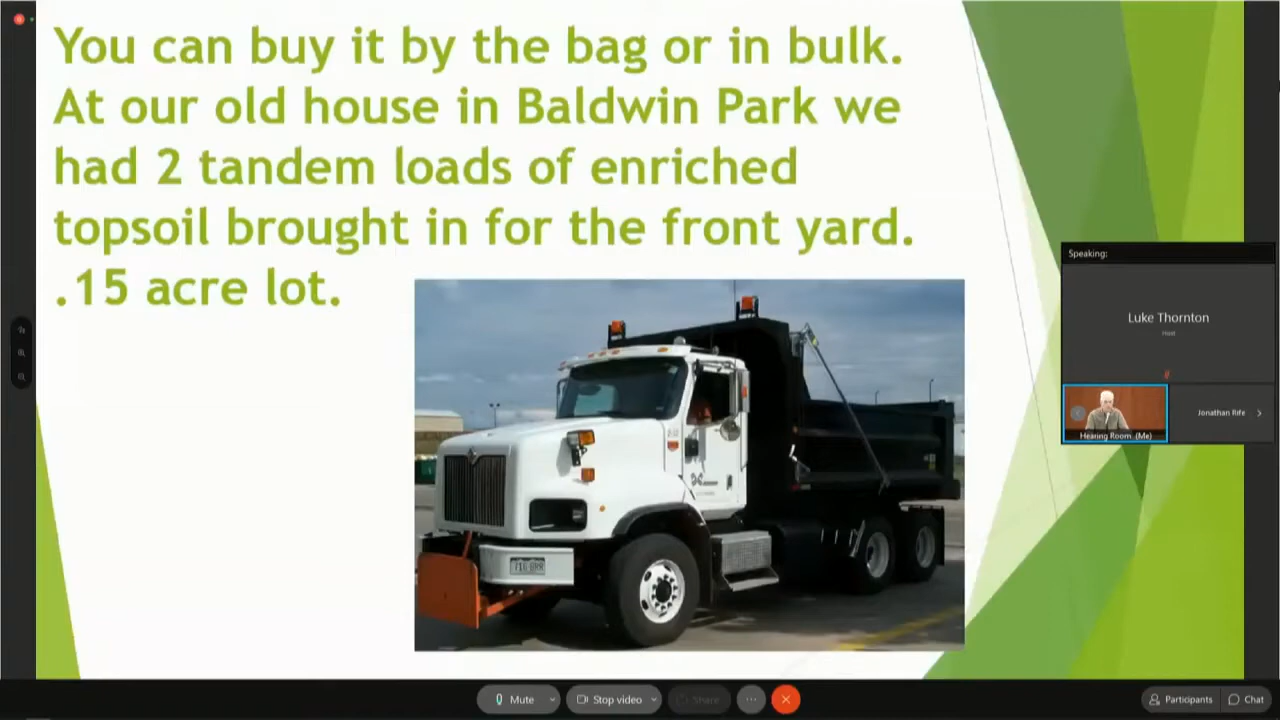 You can buy it by the bag or in bulk.
At our old house in Baldwin Park we
had 2 tandem loads of enriched
topsoil brought in for the front yard.
.15 acre lot.
Speaking:
Luke Thornton
Host
Hearing Room (Me)
Jonathan Rife
Mute
Stop video
Share
Participants
Chat